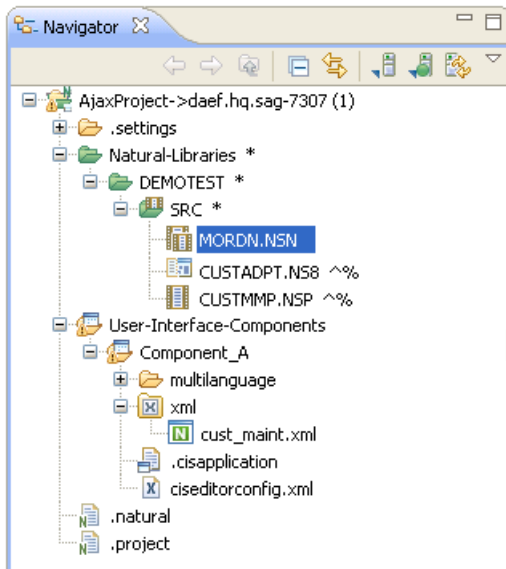 Navigator
AjaxProject->daef.hq.sag-7307 (1)
.settings
Natural-Libraries *
DEMOTEST *
SRC *
MORDN.NSN
CUSTADPT.NS8 ^%
CUSTMMP.NSP ^%
User-Interface-Components
Component_A
multilanguage
xml
cust_maint.xml
.cisapplication
ciseditorconfig.xml
.natural
.project